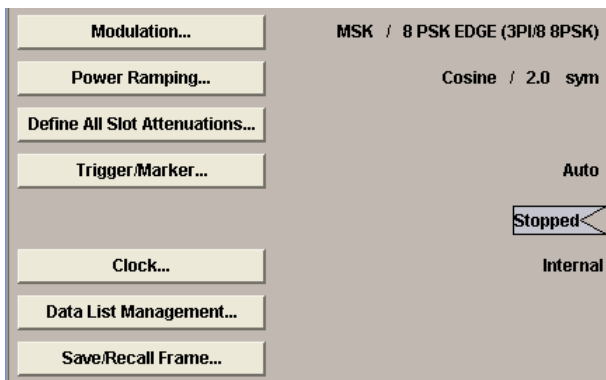 Modulation... MSK / 8 PSK EDGE (3PI/8 8PSK)
Power Ramping... Cosine / 2.0 sym
Define All Slot Attenuations...
Trigger/Marker... Auto
Stopped
Clock... Internal
Data List Management...
Save/Recall Frame...